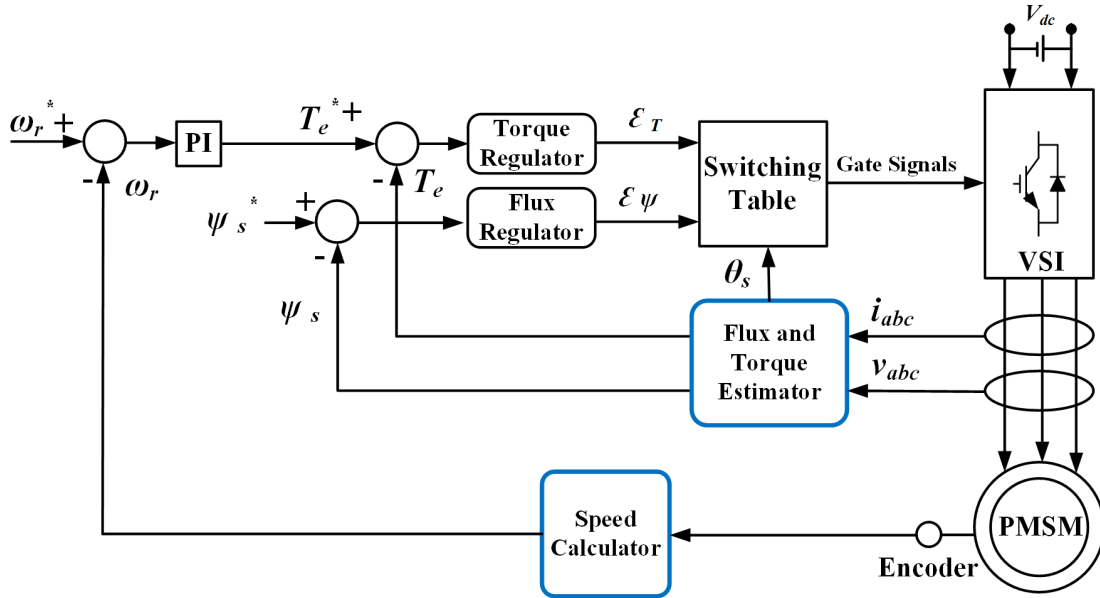 V_dc
ω_r* +
-
ω_r
PI
T_e* +
-
T_e
Torque
Regulator
ε_T
ψ_s*
+
-
ψ_s
Flux
Regulator
ε_ψ
Switching
Table
Gate Signals
VSI
θ_s
Flux and
Torque
Estimator
i_abc
v_abc
Speed
Calculator
Encoder
PMSM